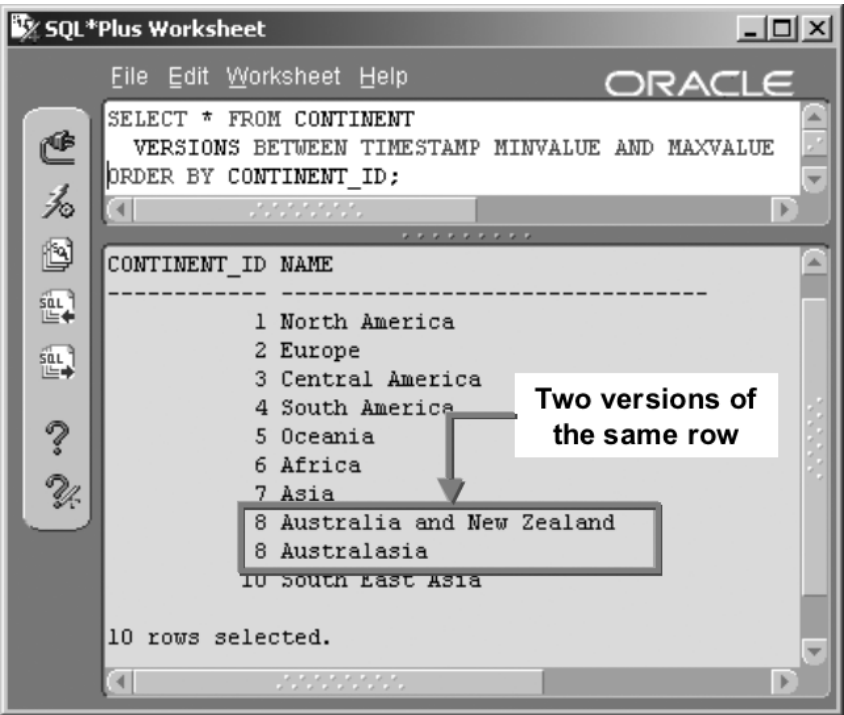 SQL*Plus Worksheet
File Edit Worksheet Help
ORACLE
SELECT * FROM CONTINENT
VERSIONS BETWEEN TIMESTAMP MINVALUE AND MAXVALUE
ORDER BY CONTINENT_ID;
CONTINENT_ID NAME
------------ --------------------------------
1 North America
2 Europe
3 Central America
4 South America
5 Oceania
6 Africa
7 Asia
8 Australia and New Zealand
8 Australasia
10 South East Asia
10 rows selected.
Two versions of
the same row
SQL
SQL
SQL